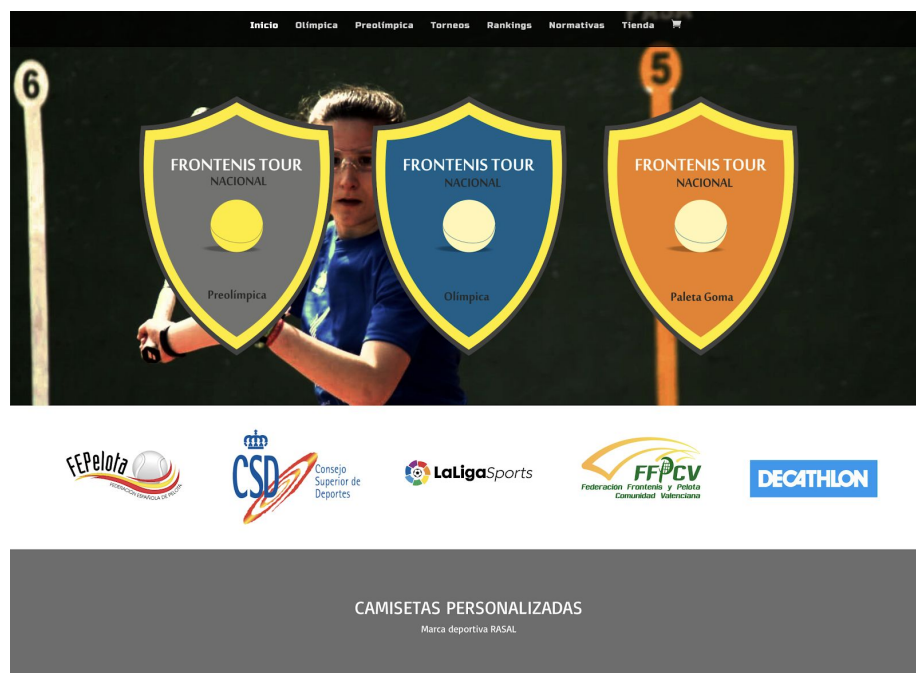 PASA
Inicio Olímpica Preolímpica Torneos Rankings Normativas Tienda
6
5
FRONTENIS TOUR
NACIONAL
Preolímpica
FRONTENIS TOUR
NACIONAL
Olímpica
FRONTENIS TOUR
NACIONAL
Paleta Goma
FEPelota
FEDERACIÓN ESPAÑOLA DE PELOTA
CSD
Consejo
Superior de
Deportes
LaLigaSports
FFPCV
Federación Frontenis y Pelota
Comunidad Valenciana
DECATHLON
CAMISETAS PERSONALIZADAS
Marca deportiva RASAL